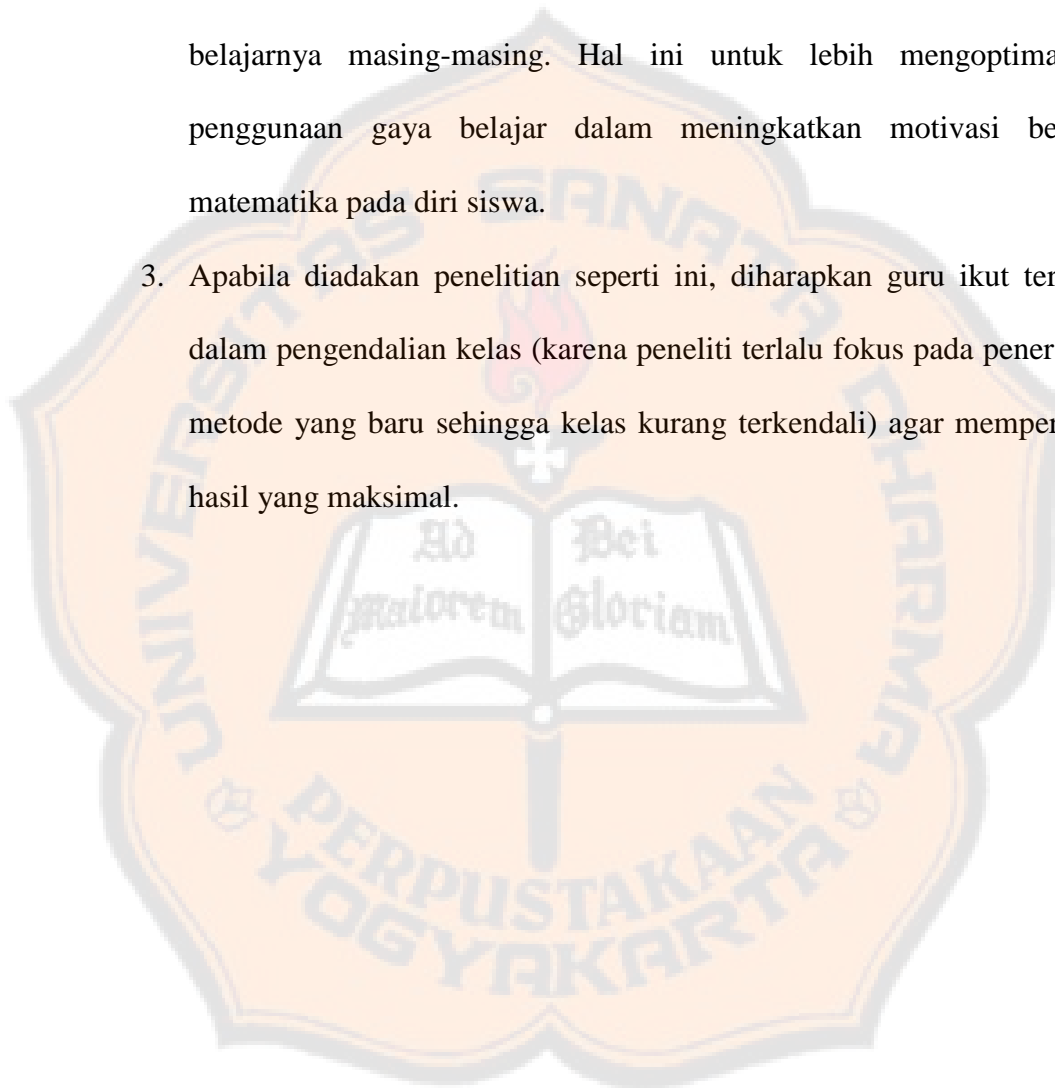 belajarnya masing-masing. Hal ini untuk lebih mengoptima
penggunaan gaya belajar dalam meningkatkan motivasi be
matematika pada diri siswa.
3. Apabila diadakan penelitian seperti ini, diharapkan guru ikut ter
dalam pengendalian kelas (karena peneliti terlalu fokus pada pener
metode yang baru sehingga kelas kurang terkendali) agar memper
hasil yang maksimal.
UNIVERSITAS SANATA DHARMA
Ad Dei
Maiorem Gloriam
PERPUSTAKAAN
YOGYAKARTA